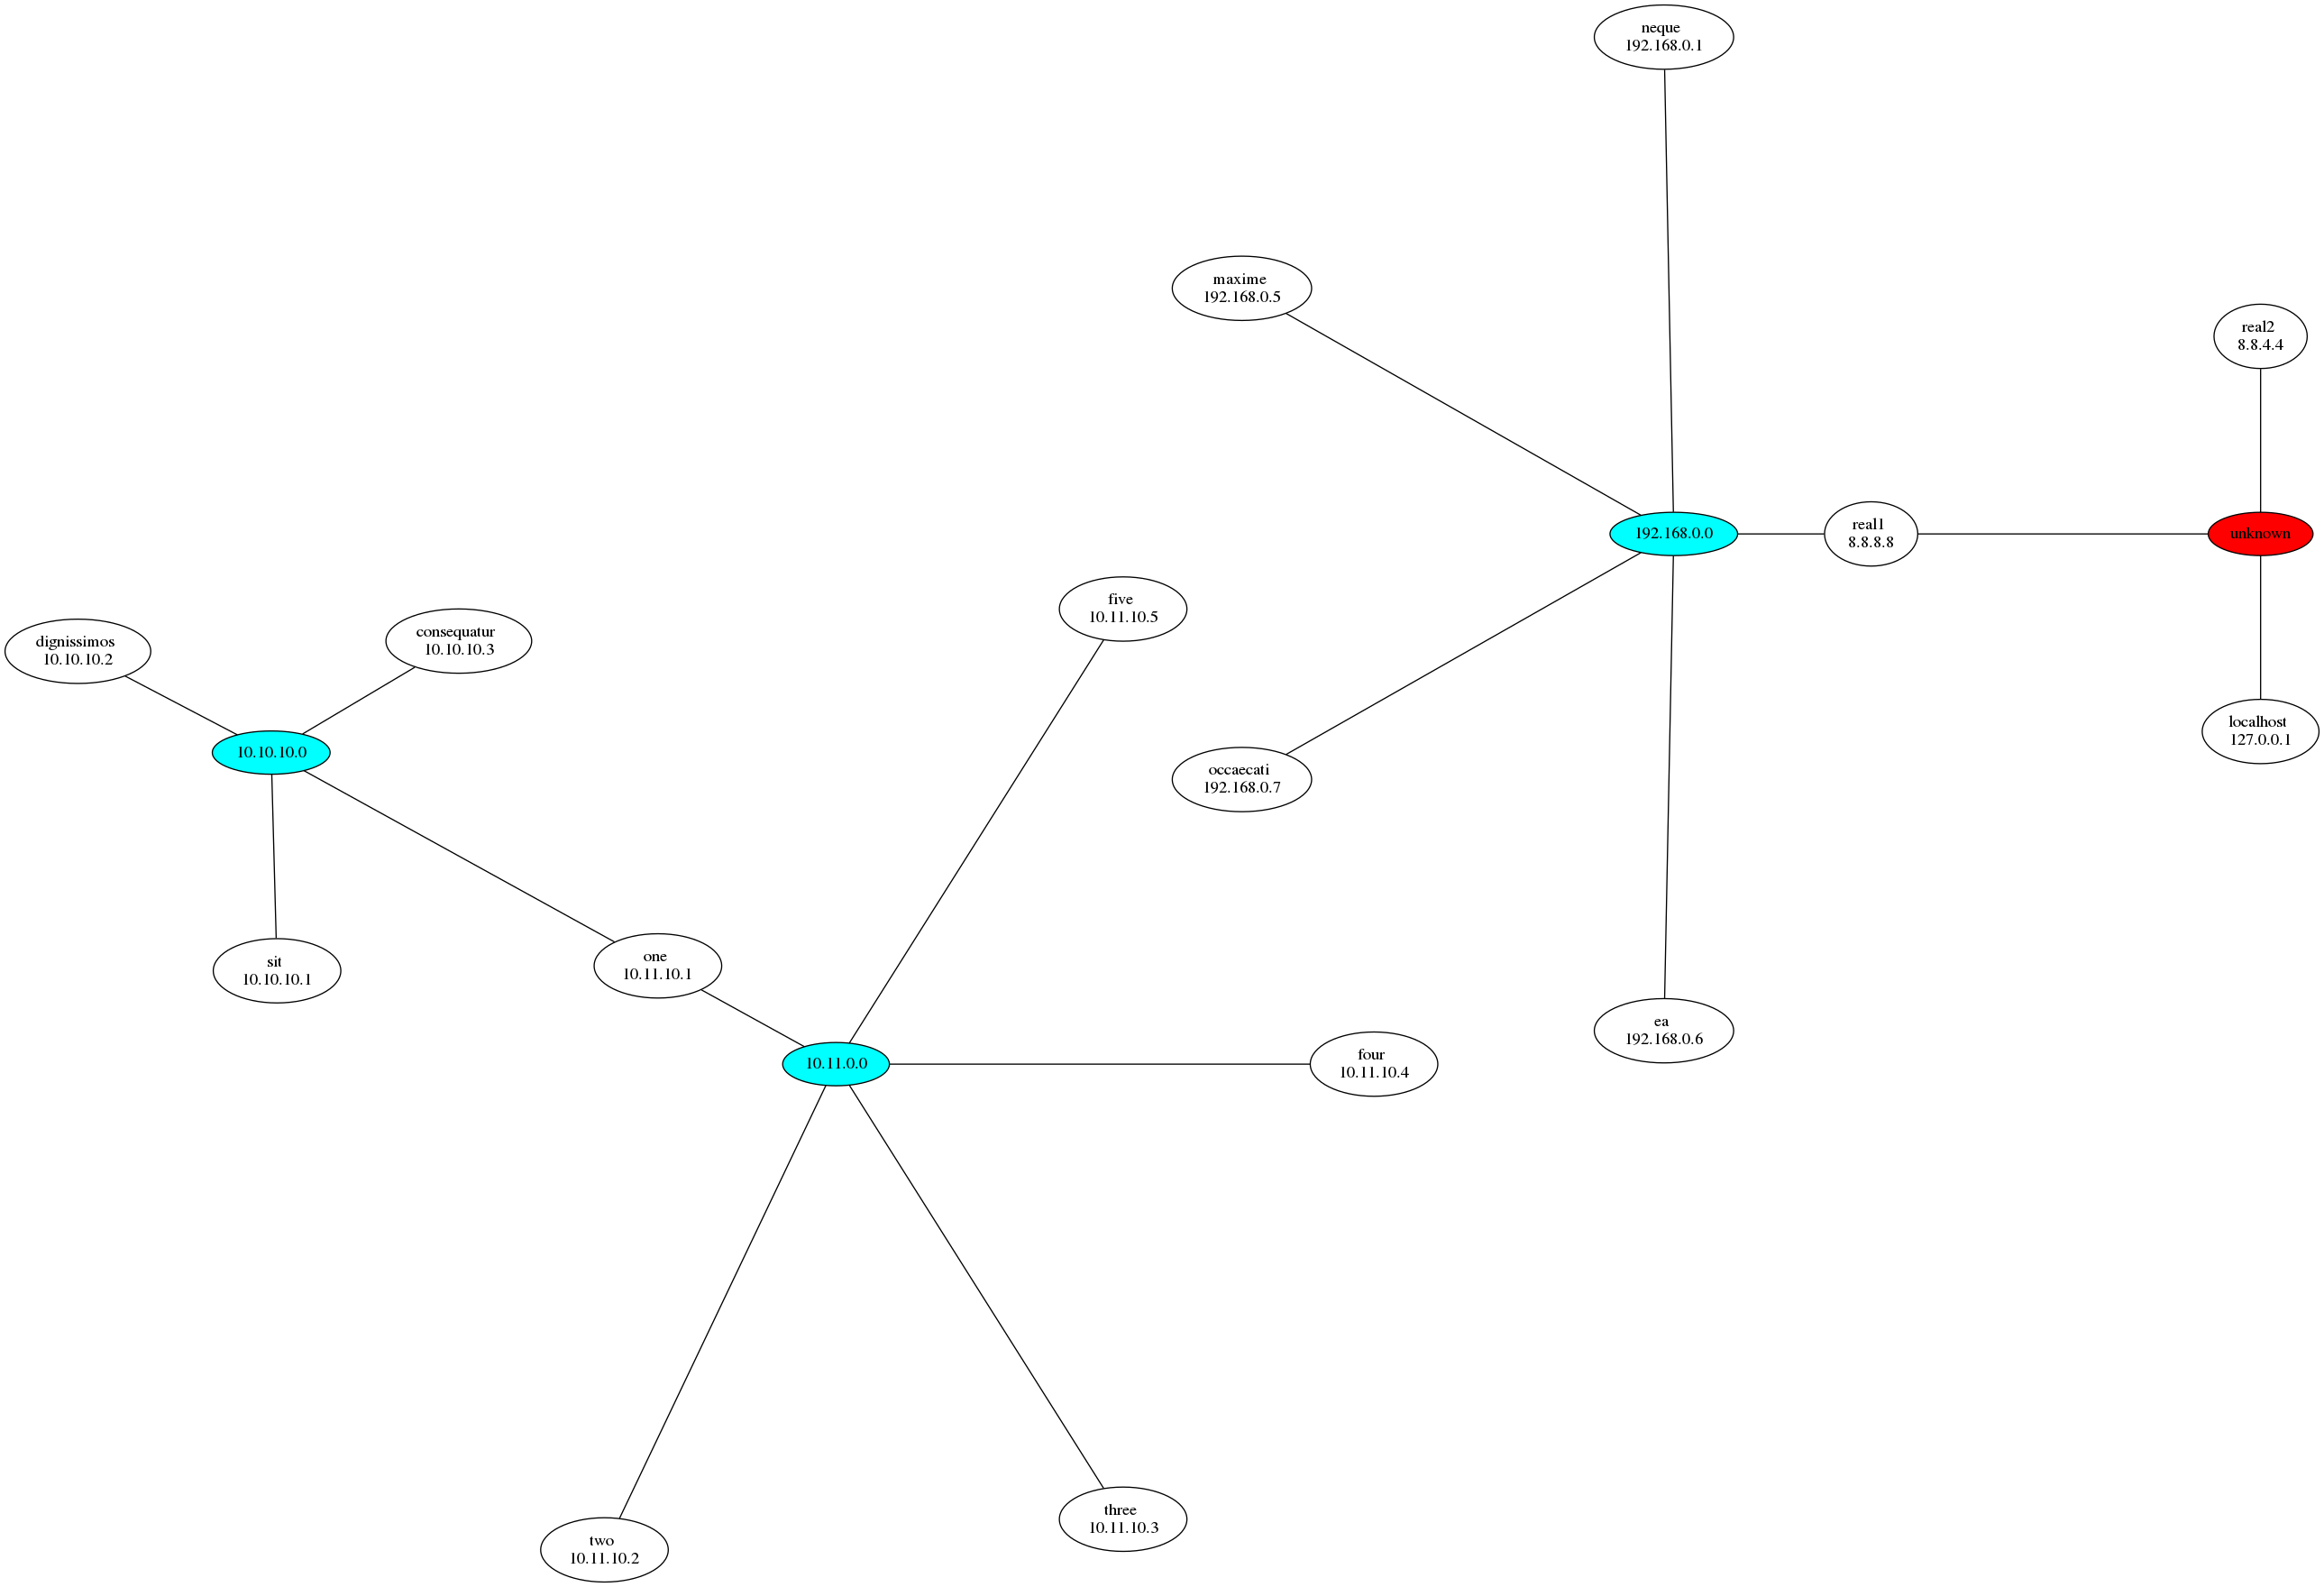 neque
192.168.0.1
maxime
192.168.0.5
real2
8.8.4.4
192.168.0.0
real1
8.8.8.8
unknown
five
10.11.10.5
dignissimos
10.10.10.2
consequatur
10.10.10.3
localhost
127.0.0.1
10.10.10.0
occaecati
192.168.0.7
sit
10.10.10.1
one
10.11.10.1
ea
192.168.0.6
10.11.0.0
four
10.11.10.4
three
10.11.10.3
two
10.11.10.2